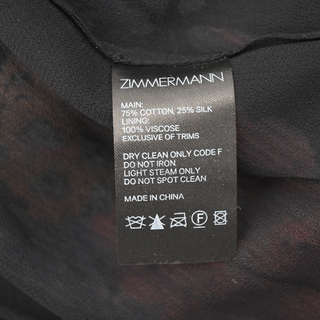 ZIMMERMANN
MAIN:
75% COTTON, 25% SILK
LINING:
100% VISCOSE
EXCLUSIVE OF TRIMS
DRY CLEAN ONLY CODE F
DO NOT IRON
LIGHT STEAM ONLY
DO NOT SPOT CLEAN
MADE IN CHINA
F